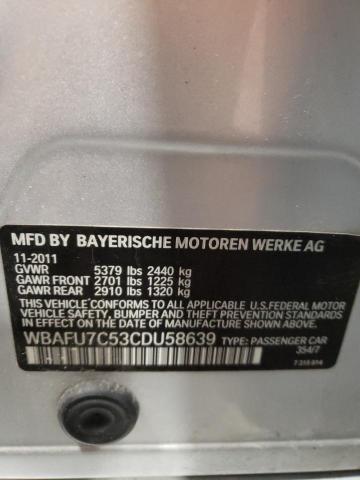 MFD BY BAYERISCHE MOTOREN WERKE AG
11-2011
GVWR 5379 lbs 2440 kg
GAWR FRONT 2701 lbs 1225 kg
GAWR REAR 2910 lbs 1320 kg
THIS VEHICLE CONFORMS TO ALL APPLICABLE U.S. FEDERAL MOTOR
VEHICLE SAFETY, BUMPER, AND THEFT PREVENTION STANDARDS
IN EFFECT ON THE DATE OF MANUFACTURE SHOWN ABOVE.
WBAFU7C53CDU58639 TYPE: PASSENGER CAR
354/7